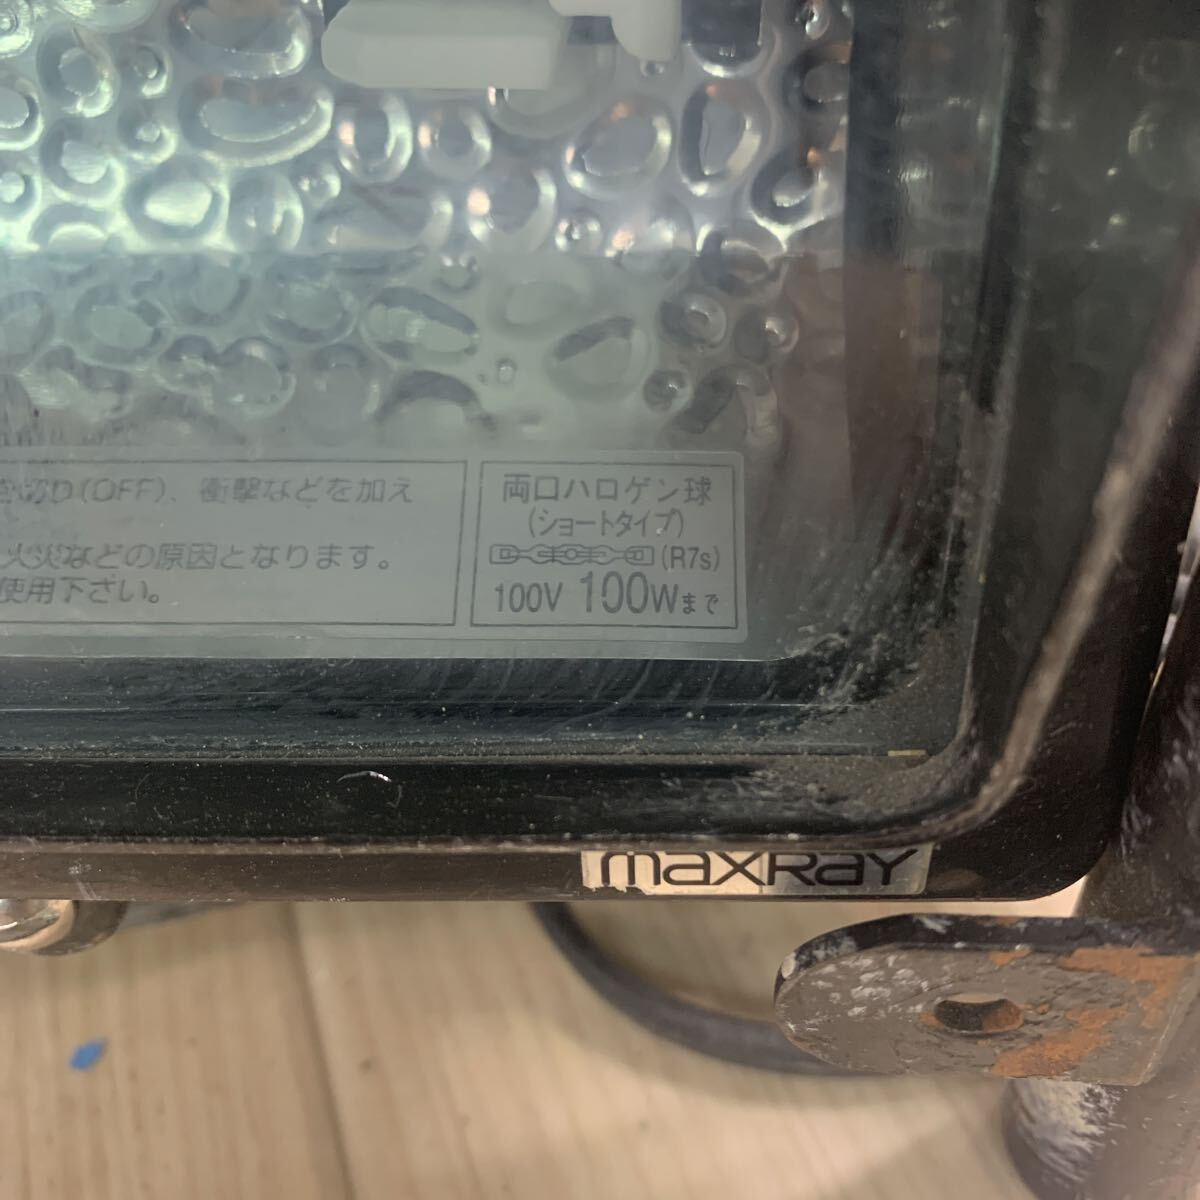 切り(OFF)、衝撃などを加え
火災などの原因となります。
使用下さい。
両口ハロゲン球
(ショートタイプ)
(R7s)
100V 100Wまで
maxray